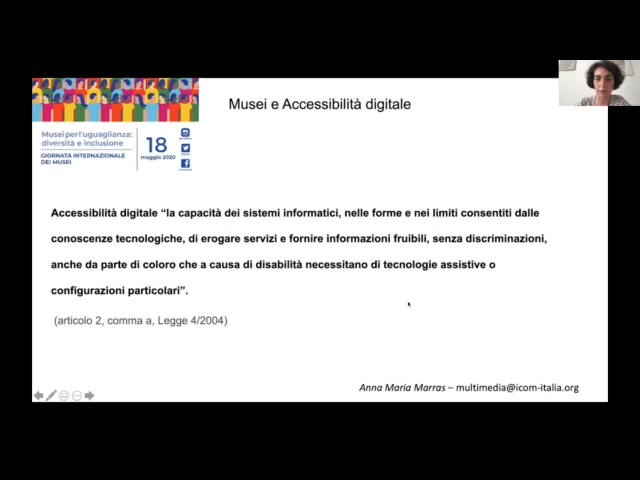 Musei e Accessibilità digitale
Musei per l'uguaglianza:
diversità e inclusione
GIORNATA INTERNAZIONALE
DEI MUSEI
18
maggio 2020
Accessibilità digitale “la capacità dei sistemi informatici, nelle forme e nei limiti consentiti dalle
conoscenze tecnologiche, di erogare servizi e fornire informazioni fruibili, senza discriminazioni,
anche da parte di coloro che a causa di disabilità necessitano di tecnologie assistive o
configurazioni particolari”.
(articolo 2, comma a, Legge 4/2004)
Anna Maria Marras – multimedia@icom-italia.org